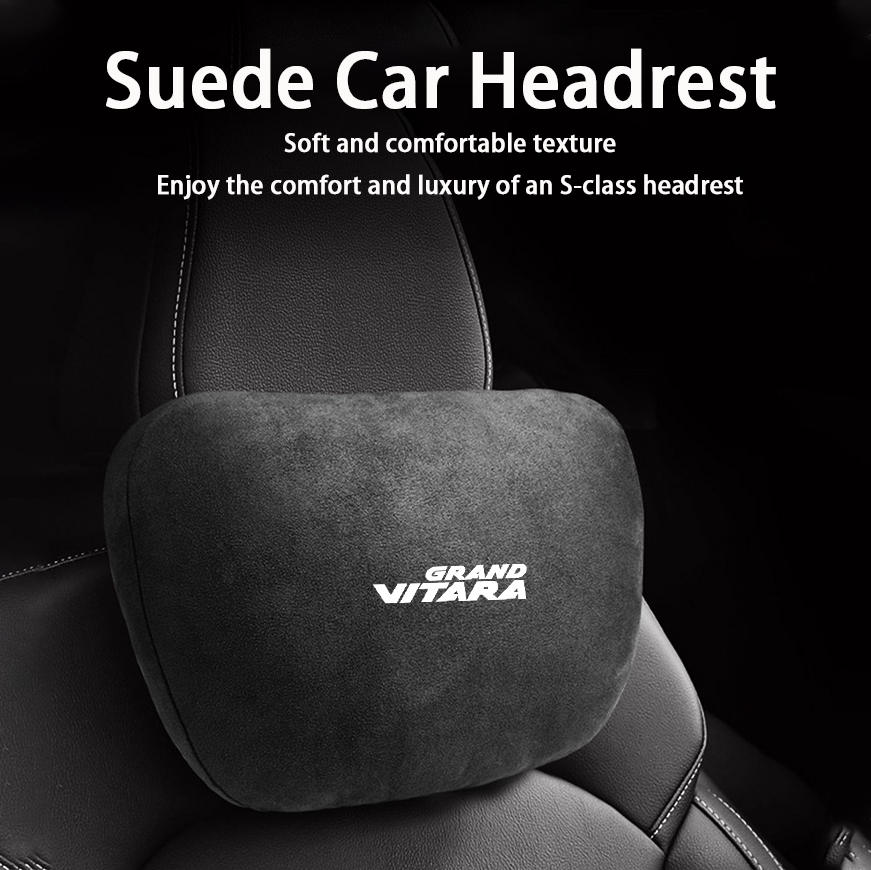 Suede Car Headrest
Soft and comfortable texture
Enjoy the comfort and luxury of an S-class headrest
GRAND
VITARA